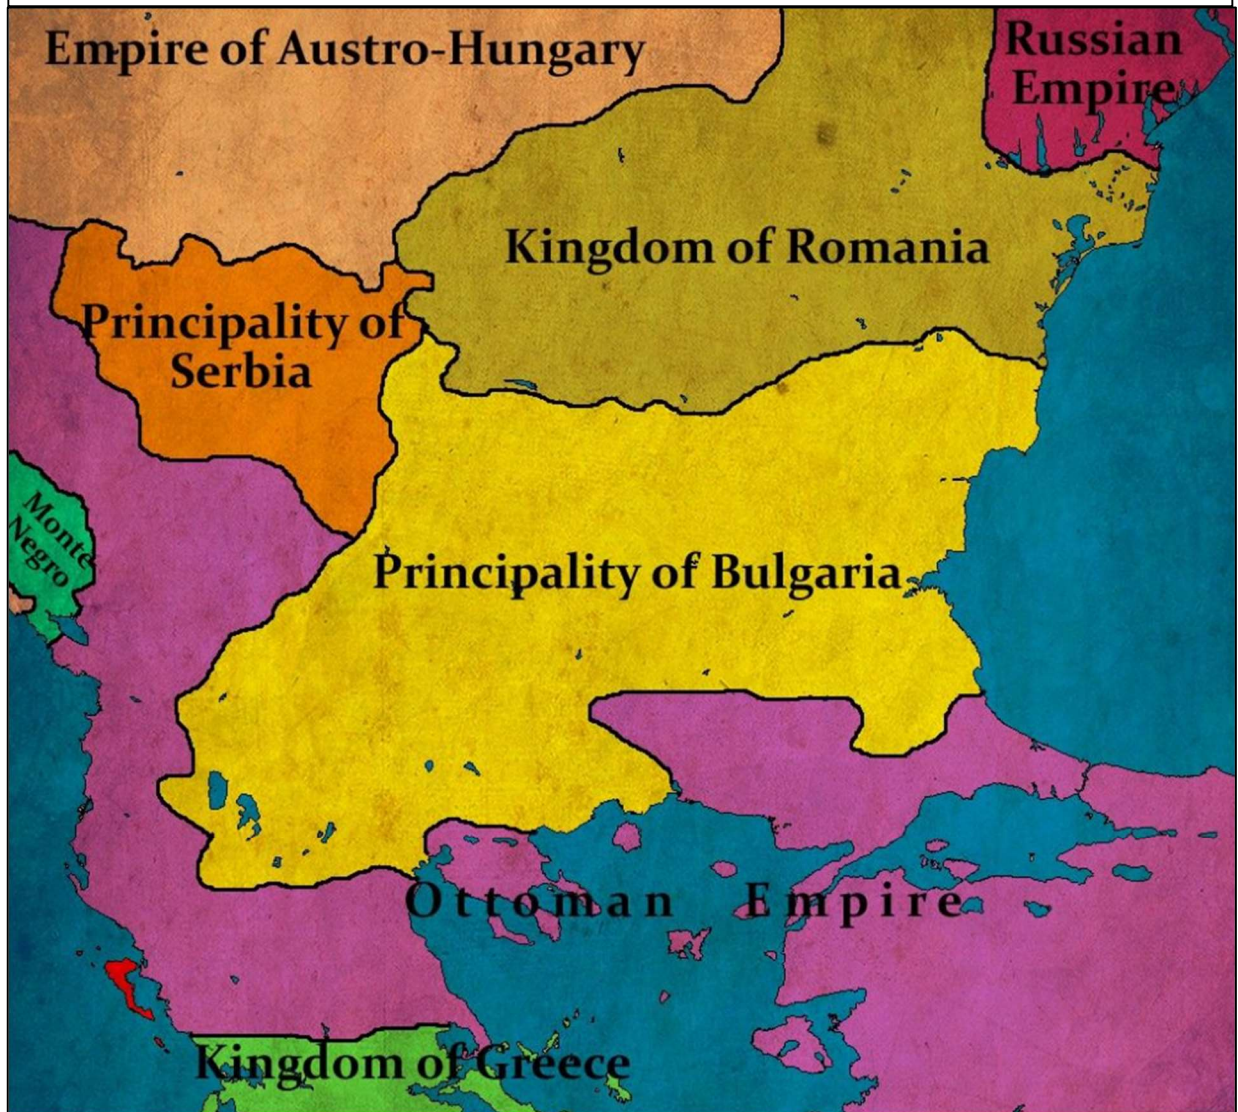 Empire of Austro-Hungary
Russian
Empire
Kingdom of Romania
Principality of
Serbia
Monte
Negro
Principality of Bulgaria
Ottoman Empire
Kingdom of Greece